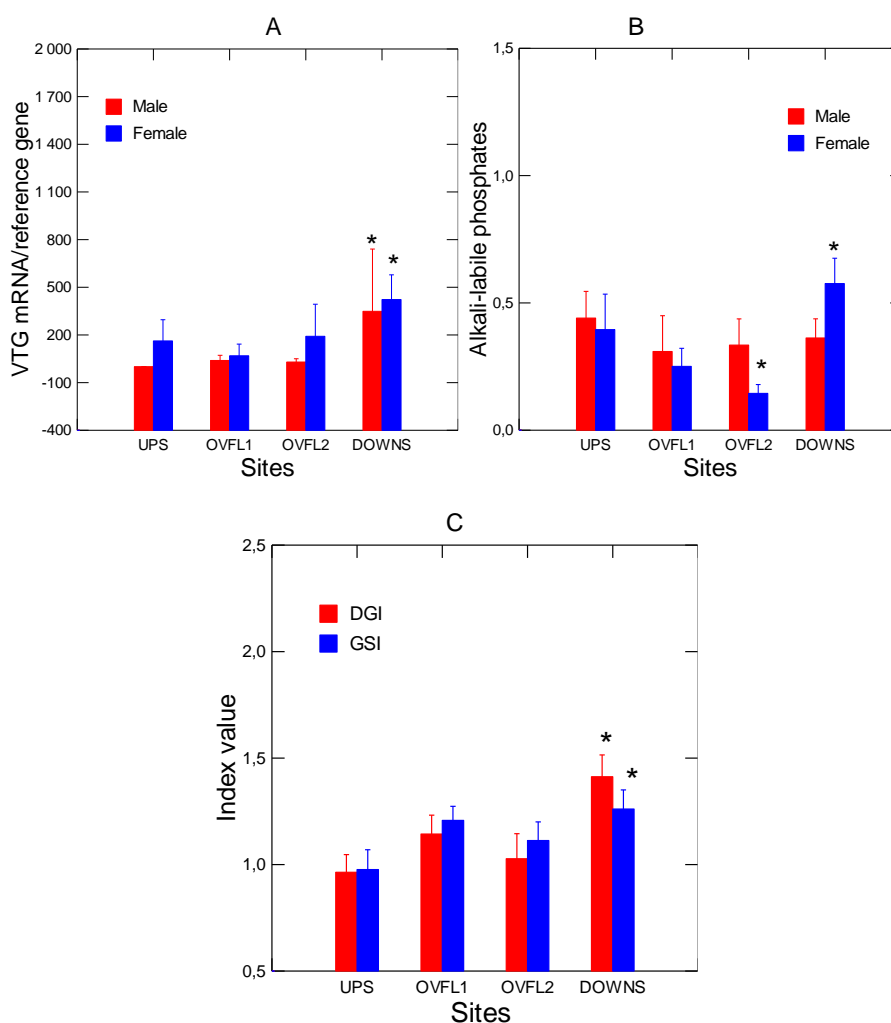 A
VTG mRNA/reference gene
2 000
1 700
1 400
1 100
800
500
200
-100
-400
Male
Female
*
*
UPS OVFL1 OVFL2 DOWNS
Sites
B
Alkali-labile phosphates
1,5
1,0
0,5
0,0
Male
Female
*
*
UPS OVFL1 OVFL2 DOWNS
Sites
C
Index value
2,5
2,0
1,5
1,0
0,5
DGI
GSI
*
*
UPS OVFL1 OVFL2 DOWNS
Sites